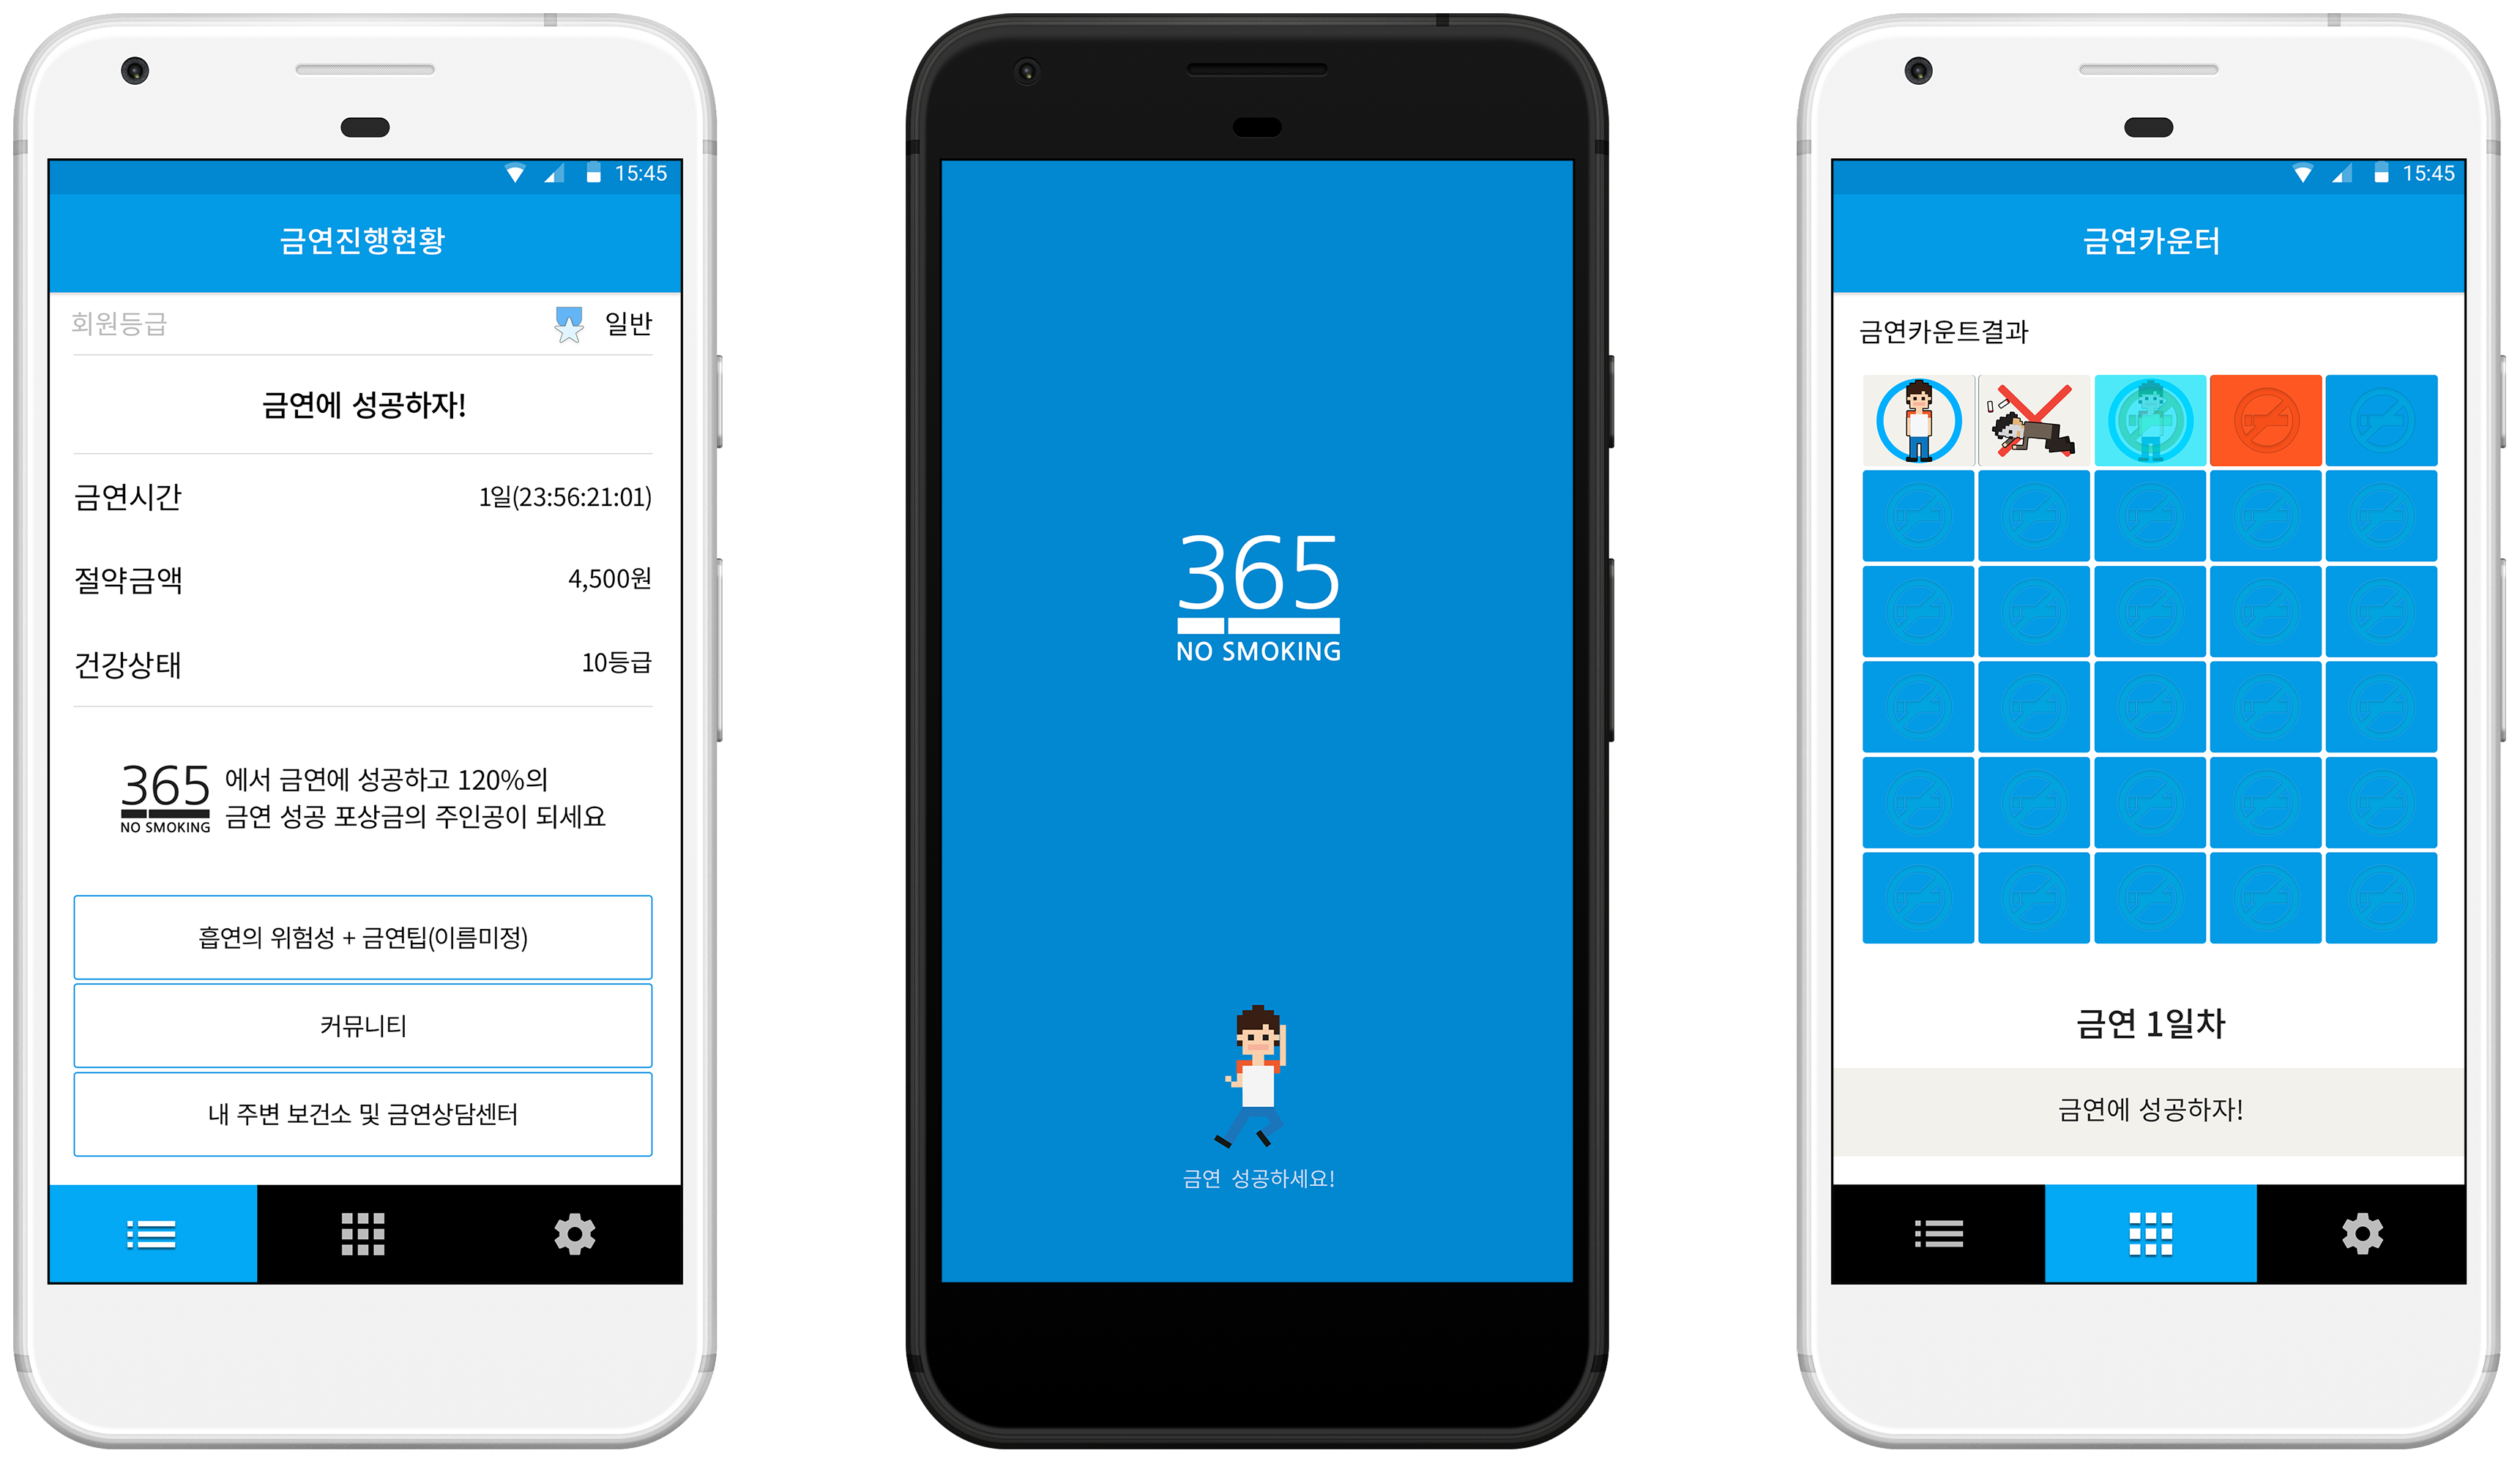 15:45
금연진행현황
회원등급 일반
금연에 성공하자!
금연시간 1일(23:56:21:01)
절약금액 4,500원
건강상태 10등급
365
NO SMOKING
에서 금연에 성공하고 120%의
금연 성공 포상금의 주인공이 되세요
흡연의 위험성 + 금연팁(이름미정)
커뮤니티
내 주변 보건소 및 금연상담센터
365
NO SMOKING
금연 성공하세요!
15:45
금연카운터
금연카운트결과
금연 1일차
금연에 성공하자!